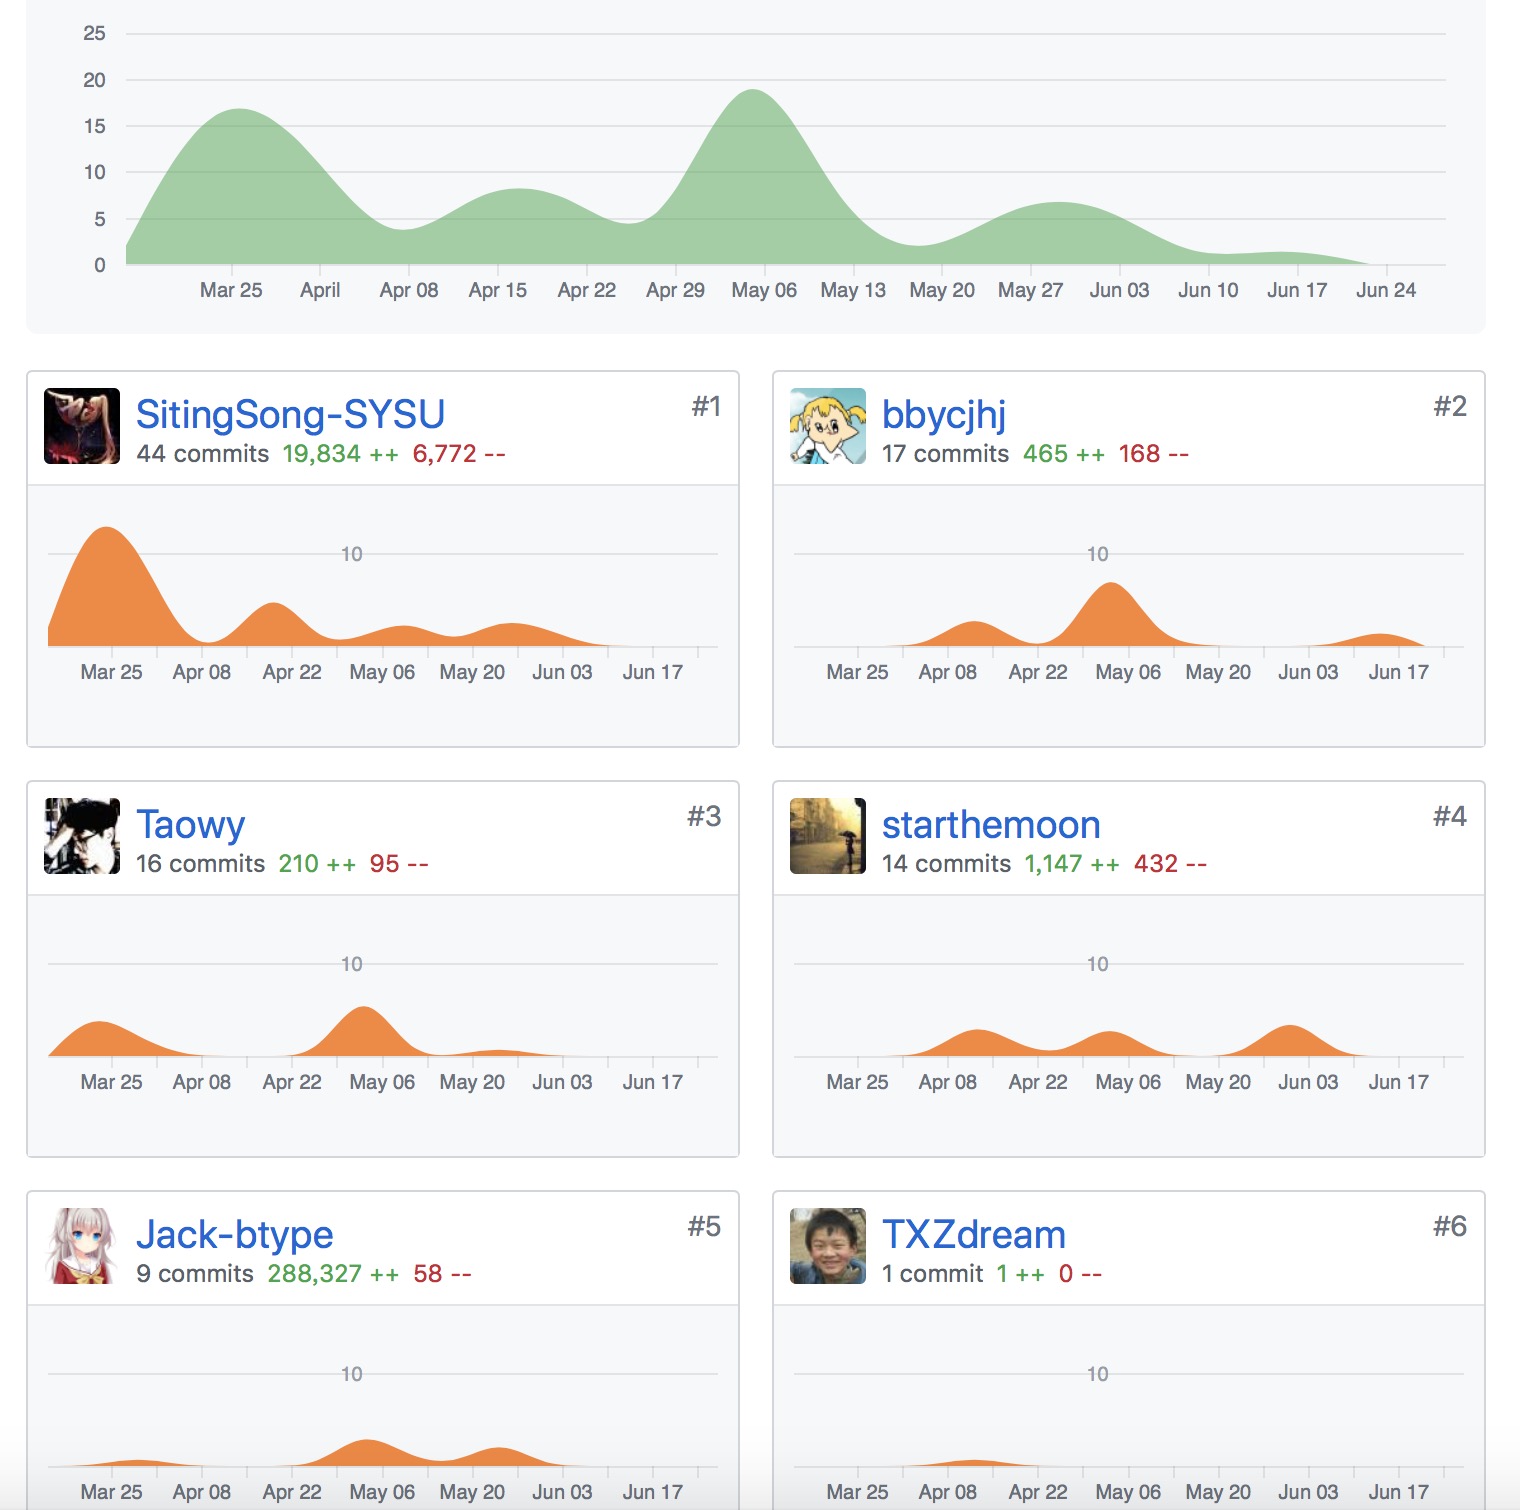 25
20
15
10
5
0
Mar 25 April Apr 08 Apr 15 Apr 22 Apr 29 May 06 May 13 May 20 May 27 Jun 03 Jun 10 Jun 17 Jun 24
SitingSong-SYSU #1
44 commits 19,834 ++ 6,772 --
10
Mar 25 Apr 08 Apr 22 May 06 May 20 Jun 03 Jun 17
bbycjhj #2
17 commits 465 ++ 168 --
10
Mar 25 Apr 08 Apr 22 May 06 May 20 Jun 03 Jun 17
Taowy #3
16 commits 210 ++ 95 --
10
Mar 25 Apr 08 Apr 22 May 06 May 20 Jun 03 Jun 17
starthemoon #4
14 commits 1,147 ++ 432 --
10
Mar 25 Apr 08 Apr 22 May 06 May 20 Jun 03 Jun 17
Jack-btype #5
9 commits 288,327 ++ 58 --
10
Mar 25 Apr 08 Apr 22 May 06 May 20 Jun 03 Jun 17
TXZdream #6
1 commit 1 ++ 0 --
10
Mar 25 Apr 08 Apr 22 May 06 May 20 Jun 03 Jun 17